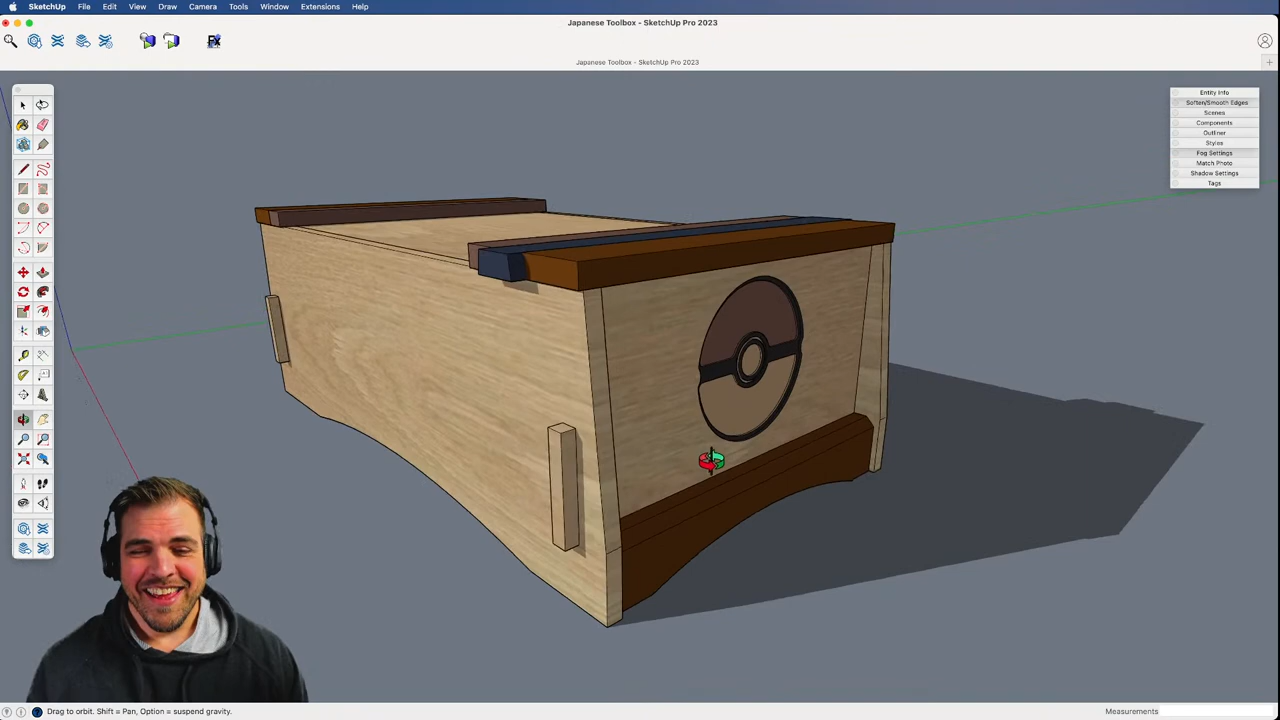 SketchUp File Edit View Draw Camera Tools Window Extensions Help
Japanese Toolbox - SketchUp Pro 2023
Japanese Toolbox - SketchUp Pro 2023
Entity Info
Soften/Smooth Edges
Scenes
Components
Outliner
Styles
Fog Settings
Match Photo
Shadow Settings
Tags
Drag to orbit. Shift = Pan, Option = suspend gravity.
Measurements